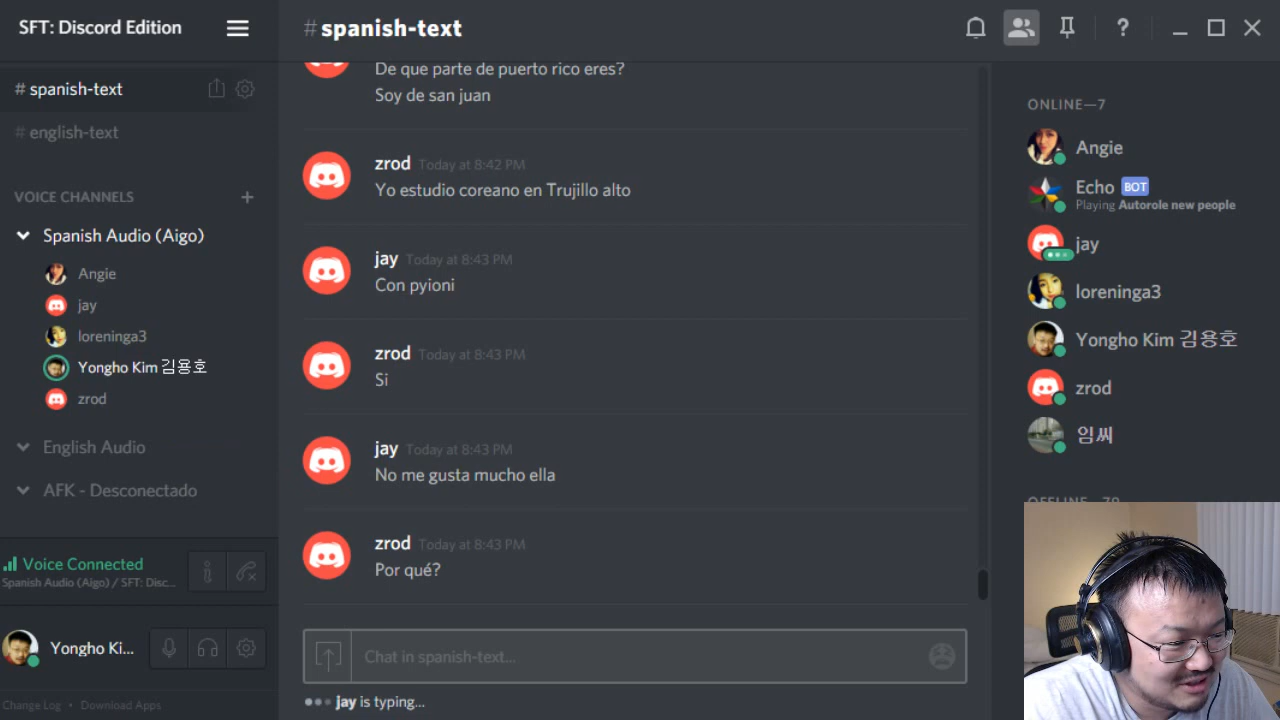 SFT: Discord Edition
# spanish-text
# english-text
VOICE CHANNELS
Spanish Audio (Aigo)
Angie
jay
loreninga3
Yongho Kim 김용호
zrod
English Audio
AFK - Desconectado
Voice Connected
Spanish Audio (Aigo) / SFT: Disc...
Yongho Ki...
Change Log • Download Apps
# spanish-text
De que parte de puerto rico eres?
Soy de san juan
zrod Today at 8:42 PM
Yo estudio coreano en Trujillo alto
jay Today at 8:43 PM
Con pyioni
zrod Today at 8:43 PM
Si
jay Today at 8:43 PM
No me gusta mucho ella
zrod Today at 8:43 PM
Por qué?
Chat in spanish-text...
jay is typing...
ONLINE—7
Angie
Echo BOT
Playing Autorole new people
jay
loreninga3
Yongho Kim 김용호
zrod
임씨
OFFLINE—79